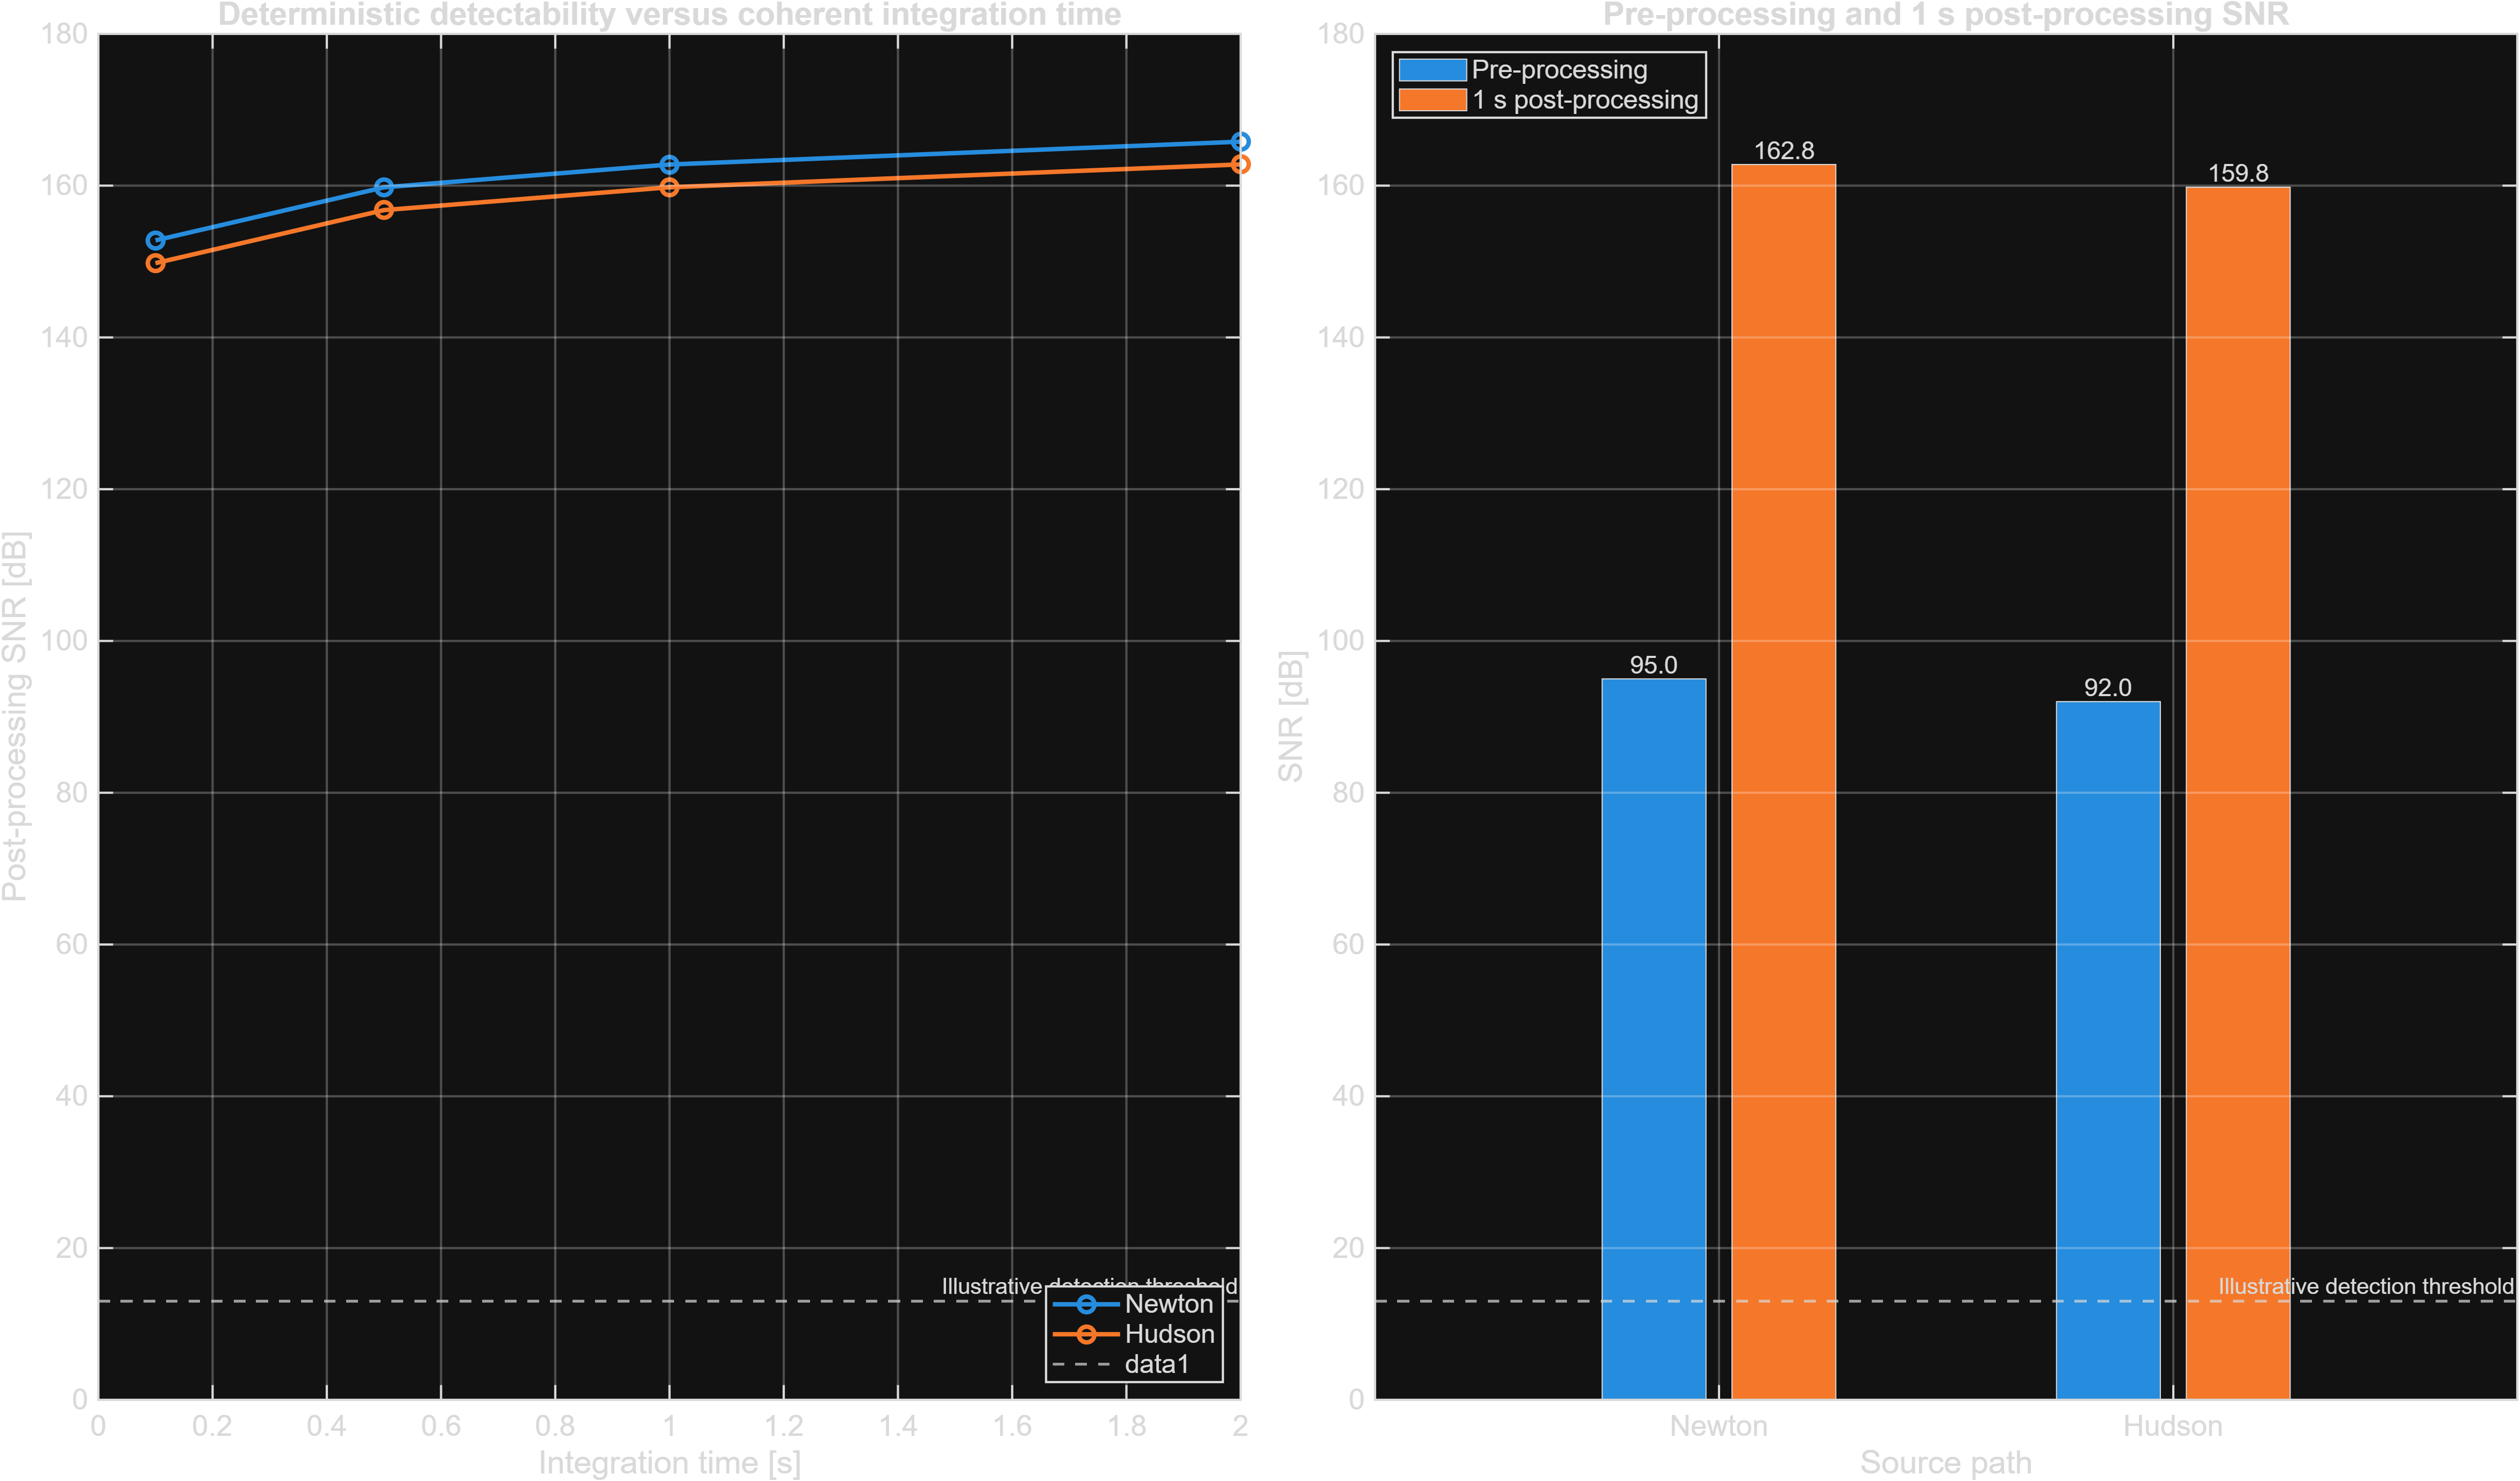 Deterministic detectability versus coherent integration time
180
160
140
120
100
80
60
40
20
0
Post-processing SNR [dB]
Illustrative detection threshold
Newton
Hudson
data1
0 0.2 0.4 0.6 0.8 1 1.2 1.4 1.6 1.8 2
Integration time [s]
Pre-processing and 1 s post-processing SNR
Pre-processing
1 s post-processing
180
160
140
120
100
80
60
40
20
0
SNR [dB]
162.8
159.8
95.0
92.0
Illustrative detection threshold
Newton Hudson
Source path